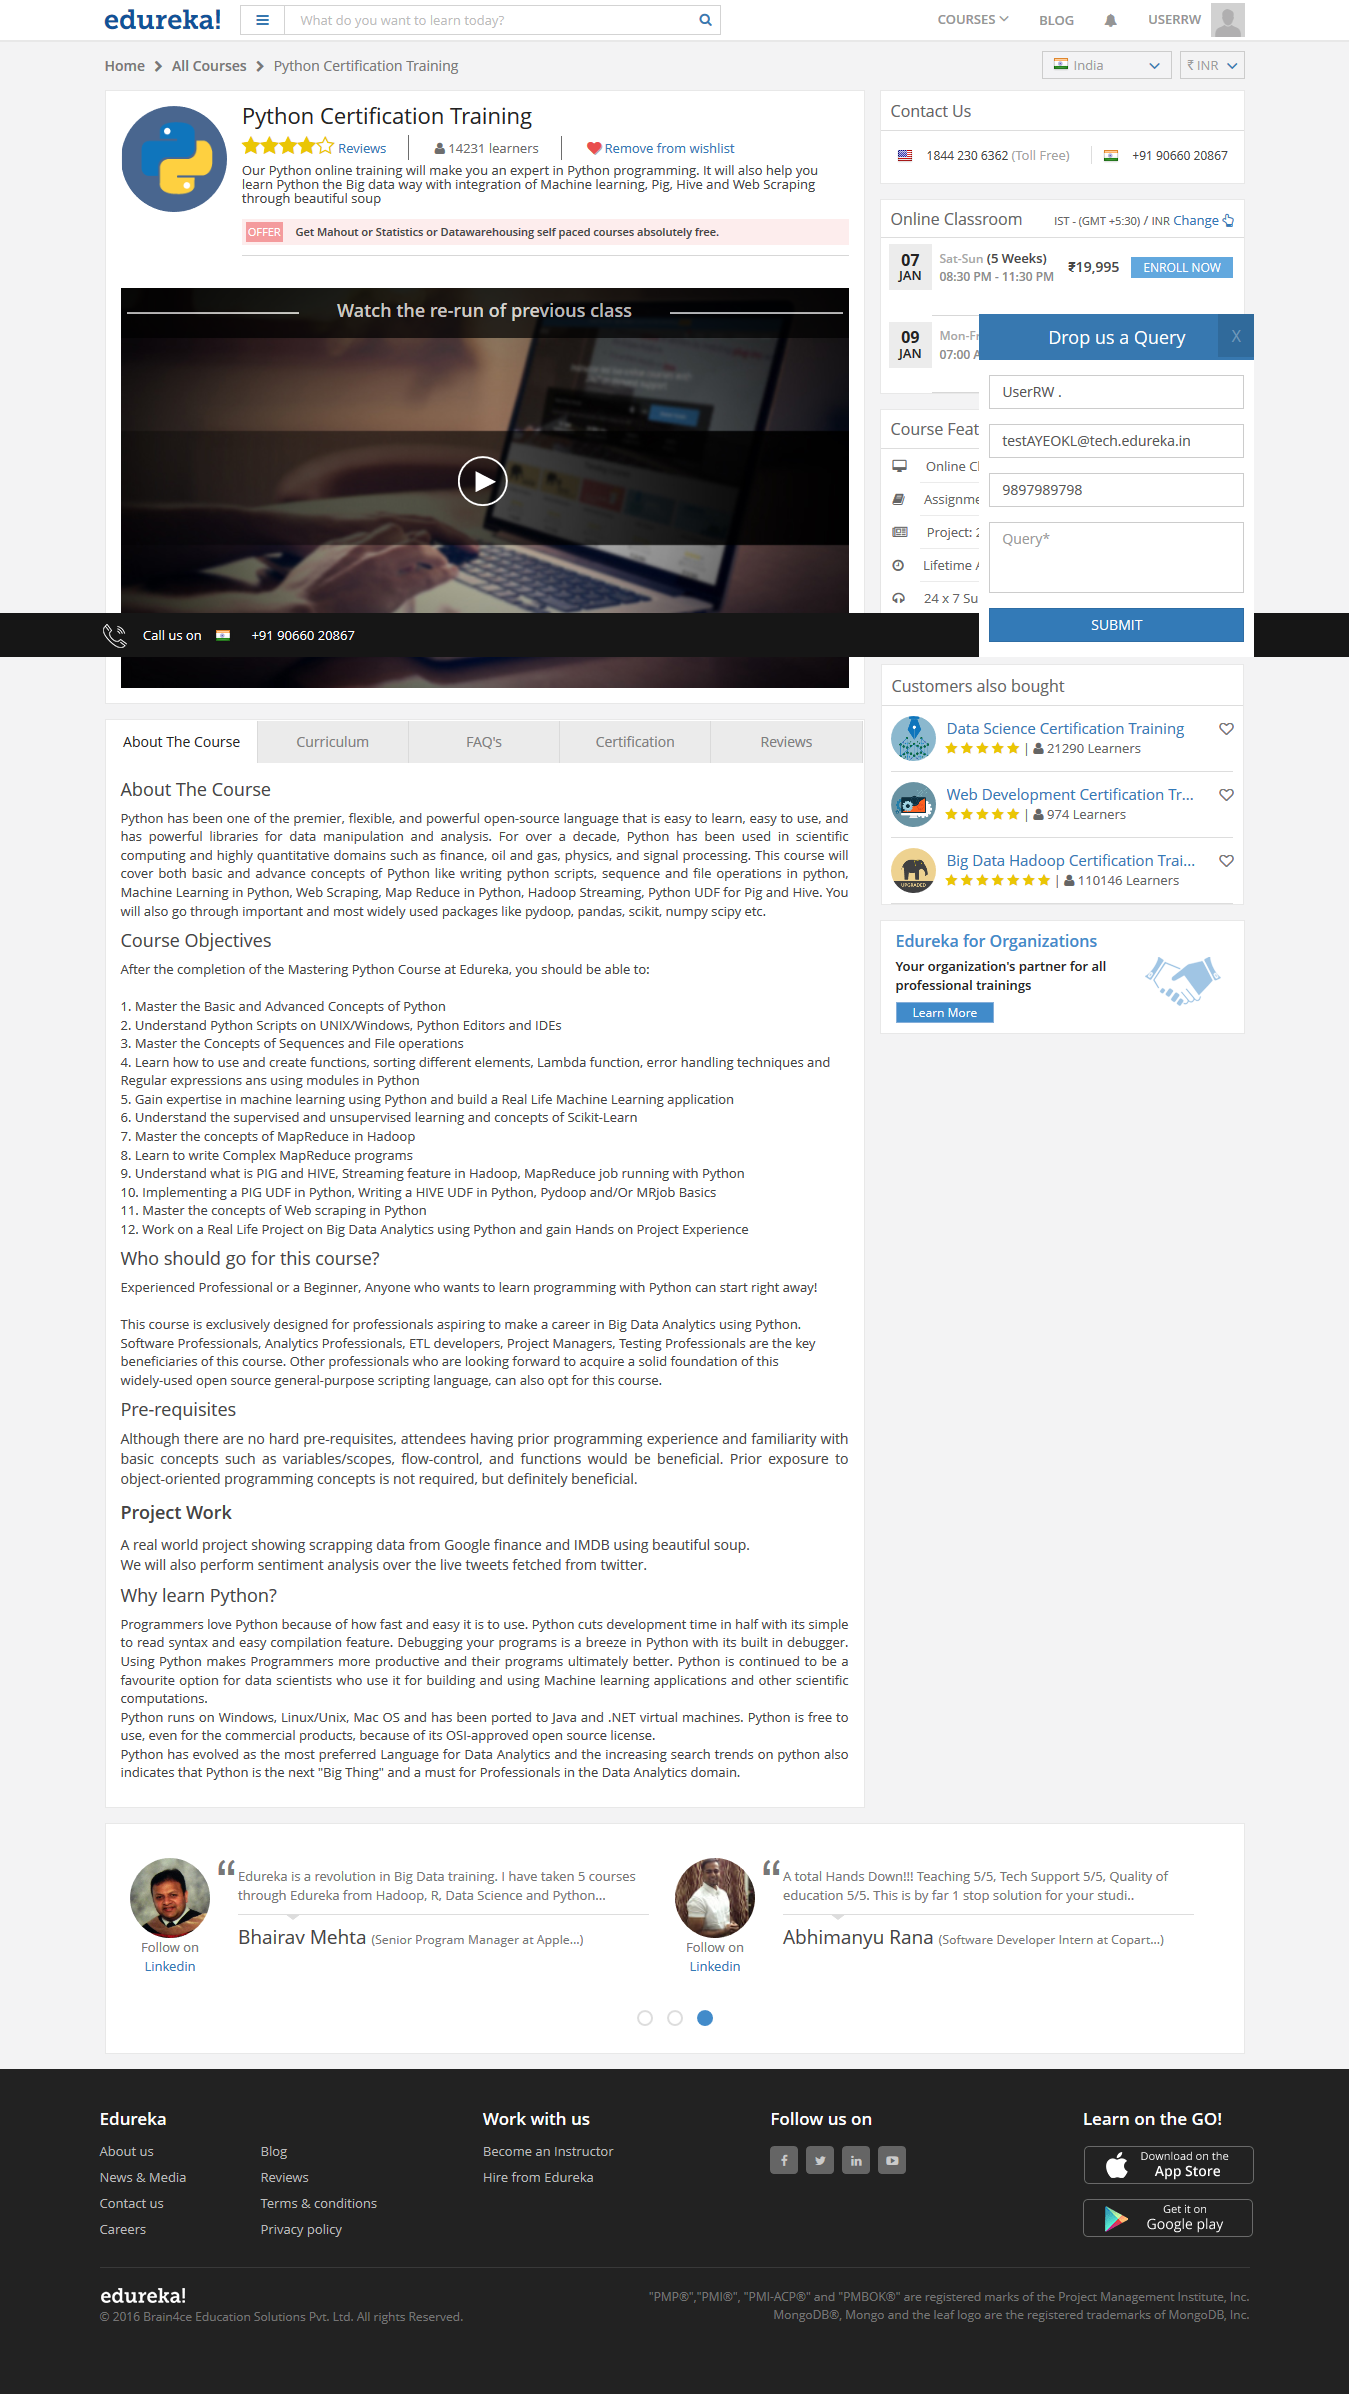 edureka!
What do you want to learn today?
COURSES
BLOG
USERRW
Home > All Courses > Python Certification Training
India
₹ INR
Python Certification Training
Reviews
14231 learners
Remove from wishlist
Our Python online training will make you an expert in Python programming. It will also help you
learn Python the Big data way with integration of Machine learning, Pig, Hive and Web Scraping
through beautiful soup
OFFER Get Mahout or Statistics or Datawarehousing self paced courses absolutely free.
Watch the re-run of previous class
Contact Us
1844 230 6362 (Toll Free)
+91 90660 20867
Online Classroom
IST - (GMT +5:30) / INR Change
07
JAN
Sat-Sun (5 Weeks)
08:30 PM - 11:30 PM
₹19,995
ENROLL NOW
09
JAN
Mon-Fr
07:00 A
Drop us a Query
X
UserRW .
testAYEOKL@tech.edureka.in
9897989798
Query*
SUBMIT
Course Feat
Online Cl
Assignme
Project: 2
Lifetime A
24 x 7 Su
Call us on
+91 90660 20867
Customers also bought
Data Science Certification Training
| 21290 Learners
Web Development Certification Tr...
| 974 Learners
Big Data Hadoop Certification Trai...
UPGRADED
| 110146 Learners
Edureka for Organizations
Your organization's partner for all
professional trainings
Learn More
About The Course
Curriculum
FAQ's
Certification
Reviews
About The Course
Python has been one of the premier, flexible, and powerful open-source language that is easy to learn, easy to use, and
has powerful libraries for data manipulation and analysis. For over a decade, Python has been used in scientific
computing and highly quantitative domains such as finance, oil and gas, physics, and signal processing. This course will
cover both basic and advance concepts of Python like writing python scripts, sequence and file operations in python,
Machine Learning in Python, Web Scraping, Map Reduce in Python, Hadoop Streaming, Python UDF for Pig and Hive. You
will also go through important and most widely used packages like pydoop, pandas, scikit, numpy scipy etc.
Course Objectives
After the completion of the Mastering Python Course at Edureka, you should be able to:
1. Master the Basic and Advanced Concepts of Python
2. Understand Python Scripts on UNIX/Windows, Python Editors and IDEs
3. Master the Concepts of Sequences and File operations
4. Learn how to use and create functions, sorting different elements, Lambda function, error handling techniques and
Regular expressions ans using modules in Python
5. Gain expertise in machine learning using Python and build a Real Life Machine Learning application
6. Understand the supervised and unsupervised learning and concepts of Scikit-Learn
7. Master the concepts of MapReduce in Hadoop
8. Learn to write Complex MapReduce programs
9. Understand what is PIG and HIVE, Streaming feature in Hadoop, MapReduce job running with Python
10. Implementing a PIG UDF in Python, Writing a HIVE UDF in Python, Pydoop and/Or MRjob Basics
11. Master the concepts of Web scraping in Python
12. Work on a Real Life Project on Big Data Analytics using Python and gain Hands on Project Experience
Who should go for this course?
Experienced Professional or a Beginner, Anyone who wants to learn programming with Python can start right away!
This course is exclusively designed for professionals aspiring to make a career in Big Data Analytics using Python.
Software Professionals, Analytics Professionals, ETL developers, Project Managers, Testing Professionals are the key
beneficiaries of this course. Other professionals who are looking forward to acquire a solid foundation of this
widely-used open source general-purpose scripting language, can also opt for this course.
Pre-requisites
Although there are no hard pre-requisites, attendees having prior programming experience and familiarity with
basic concepts such as variables/scopes, flow-control, and functions would be beneficial. Prior exposure to
object-oriented programming concepts is not required, but definitely beneficial.
Project Work
A real world project showing scrapping data from Google finance and IMDB using beautiful soup.
We will also perform sentiment analysis over the live tweets fetched from twitter.
Why learn Python?
Programmers love Python because of how fast and easy it is to use. Python cuts development time in half with its simple
to read syntax and easy compilation feature. Debugging your programs is a breeze in Python with its built in debugger.
Using Python makes Programmers more productive and their programs ultimately better. Python is continued to be a
favourite option for data scientists who use it for building and using Machine learning applications and other scientific
computations.
Python runs on Windows, Linux/Unix, Mac OS and has been ported to Java and .NET virtual machines. Python is free to
use, even for the commercial products, because of its OSI-approved open source license.
Python has evolved as the most preferred Language for Data Analytics and the increasing search trends on python also
indicates that Python is the next "Big Thing" and a must for Professionals in the Data Analytics domain.
“ Edureka is a revolution in Big Data training. I have taken 5 courses
through Edureka from Hadoop, R, Data Science and Python...
Bhairav Mehta (Senior Program Manager at Apple...)
Follow on
Linkedin
“ A total Hands Down!!! Teaching 5/5, Tech Support 5/5, Quality of
education 5/5. This is by far 1 stop solution for your studi..
Abhimanyu Rana (Software Developer Intern at Copart...)
Follow on
Linkedin
Edureka
About us
News & Media
Contact us
Careers
Blog
Reviews
Terms & conditions
Privacy policy
Work with us
Become an Instructor
Hire from Edureka
Follow us on
Learn on the GO!
Download on the
App Store
Get it on
Google play
edureka!
© 2016 Brain4ce Education Solutions Pvt. Ltd. All rights Reserved.
"PMP®","PMI®", "PMI-ACP®" and "PMBOK®" are registered marks of the Project Management Institute, Inc.
MongoDB®, Mongo and the leaf logo are the registered trademarks of MongoDB, Inc.